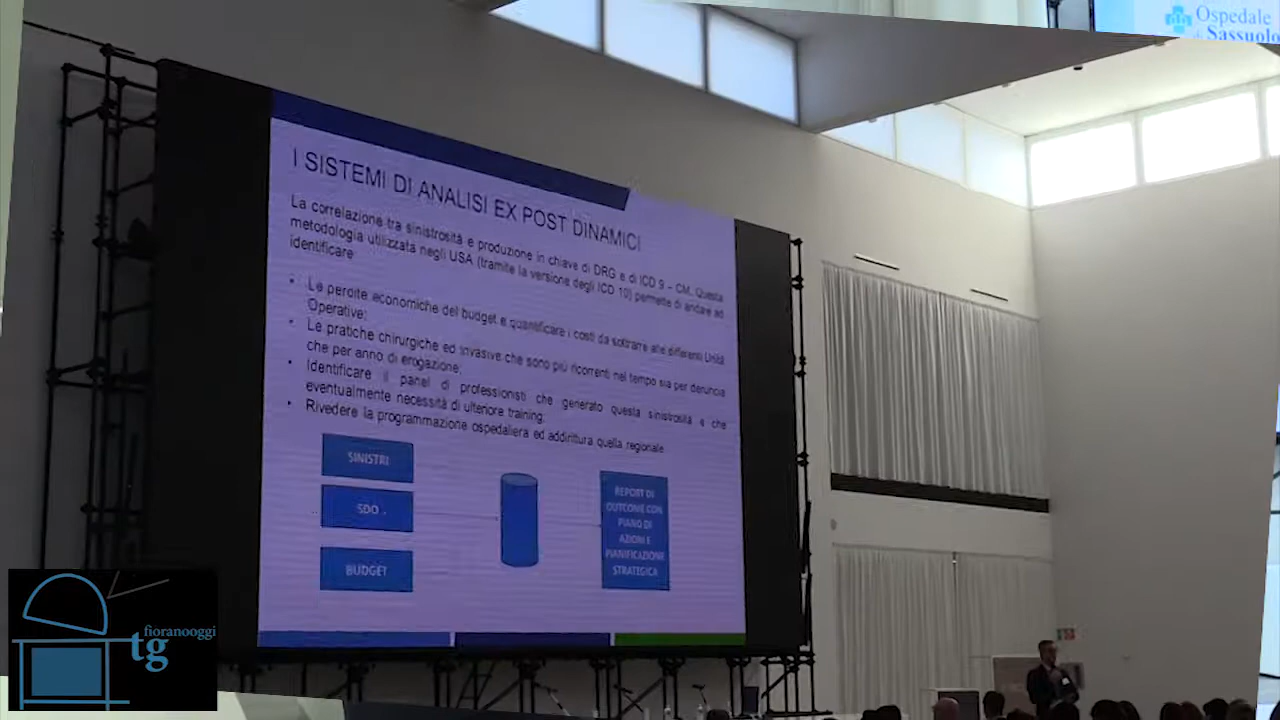 Ospedale
di Sassuolo
I SISTEMI DI ANALISI EX POST DINAMICI
La correlazione tra sinistrosità e produzione in chiave di DRG e di ICD 9 – CM. Questa
metodologia utilizzata negli USA (tramite la versione degli ICD 10) permette di andare ad
identificare
• Le perdite economiche del budget e quantificare i costi da sottrarre alle differenti Unità
Operative;
• Le pratiche chirurgiche ed invasive che sono più ricorrenti nel tempo sia per denuncia
che per anno di erogazione;
• Identificare il panel di professionisti che generato questa sinistrosità e che
eventualmente necessità di ulteriore training;
• Rivedere la programmazione ospedaliera ed addirittura quella regionale
SINISTRI
SDO
BUDGET
REPORT DI
OUTCOME CON
PIANO DI
AZIONI E
PIANIFICAZIONE
STRATEGICA
fioranooggi
tg